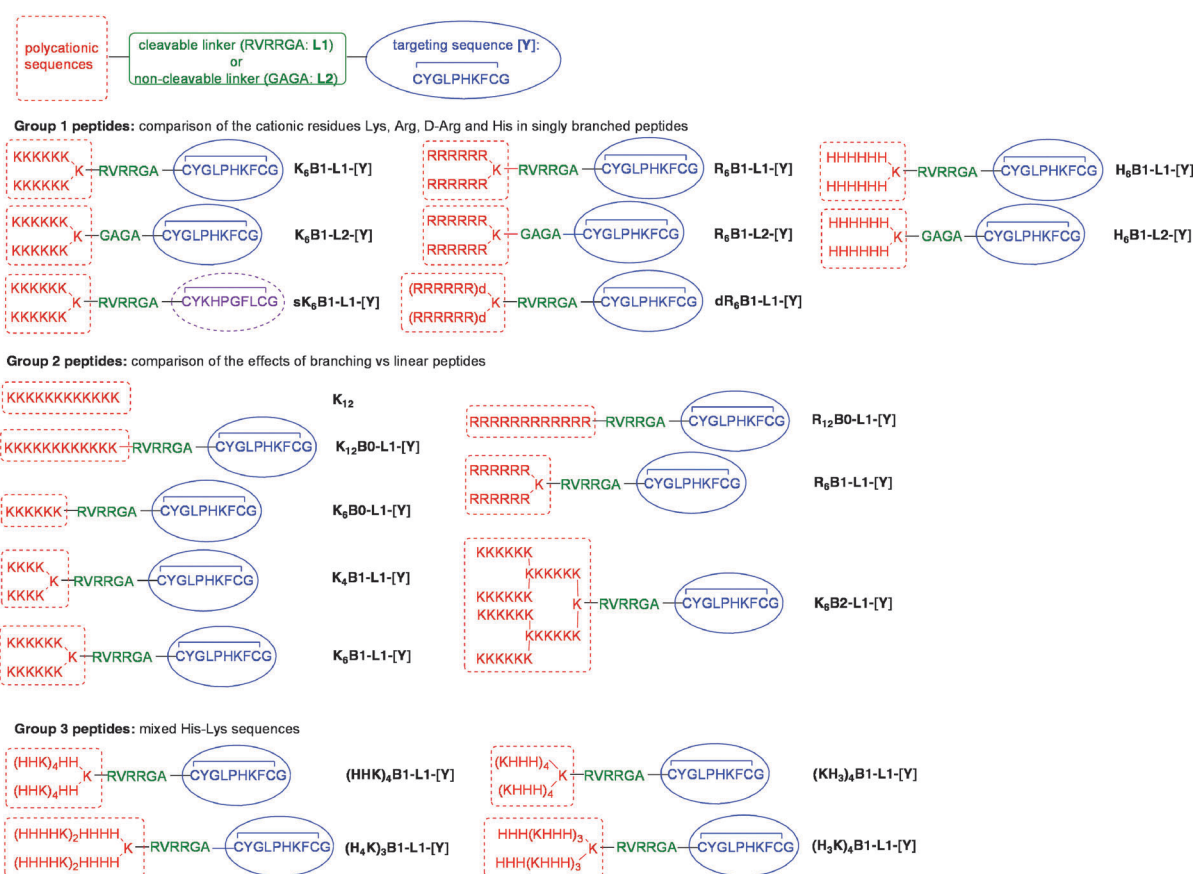 polycationic
sequences
cleavable linker (RVRRGA: L1)
or
non-cleavable linker (GAGA: L2)
targeting sequence [Y]:
CYGLPHKFCG
Group 1 peptides: comparison of the cationic residues Lys, Arg, D-Arg and His in singly branched peptides
KKKKKK
KKKKKK
K
RVRRGA
CYGLPHKFCG
K₆B1-L1-[Y]
RRRRRR
RRRRRR
K
RVRRGA
CYGLPHKFCG
R₆B1-L1-[Y]
HHHHHH
HHHHHH
K
RVRRGA
CYGLPHKFCG
H₆B1-L1-[Y]
KKKKKK
KKKKKK
K
GAGA
CYGLPHKFCG
K₆B1-L2-[Y]
RRRRRR
RRRRRR
K
GAGA
CYGLPHKFCG
R₆B1-L2-[Y]
HHHHHH
HHHHHH
K
GAGA
CYGLPHKFCG
H₆B1-L2-[Y]
KKKKKK
KKKKKK
K
RVRRGA
CYKHPGFLCG
sK₆B1-L1-[Y]
(RRRRRR)d
(RRRRRR)d
K
RVRRGA
CYGLPHKFCG
dR₆B1-L1-[Y]
Group 2 peptides: comparison of the effects of branching vs linear peptides
KKKKKKKKKKKK
K₁₂
KKKKKKKKKKKK
RVRRGA
CYGLPHKFCG
K₁₂B0-L1-[Y]
KKKKKK
RVRRGA
CYGLPHKFCG
K₆B0-L1-[Y]
KKKK
KKKK
K
RVRRGA
CYGLPHKFCG
K₄B1-L1-[Y]
KKKKKK
KKKKKK
K
RVRRGA
CYGLPHKFCG
K₆B1-L1-[Y]
RRRRRRRRRRRR
RVRRGA
CYGLPHKFCG
R₁₂B0-L1-[Y]
RRRRRR
RRRRRR
K
RVRRGA
CYGLPHKFCG
R₆B1-L1-[Y]
KKKKKK
KKKKKK
KKKKKK
KKKKKK
KKKKKK
KKKKKK
K
RVRRGA
CYGLPHKFCG
K₆B2-L1-[Y]
Group 3 peptides: mixed His-Lys sequences
(HHK)₄HH
(HHK)₄HH
K
RVRRGA
CYGLPHKFCG
(HHK)₄B1-L1-[Y]
(KHHH)₄
(KHHH)₄
K
RVRRGA
CYGLPHKFCG
(KH₃)₄B1-L1-[Y]
(HHHHK)₂HHHH
(HHHHK)₂HHHH
K
RVRRGA
CYGLPHKFCG
(H₄K)₃B1-L1-[Y]
HHH(KHHH)₃
HHH(KHHH)₃
K
RVRRGA
CYGLPHKFCG
(H₃K)₄B1-L1-[Y]